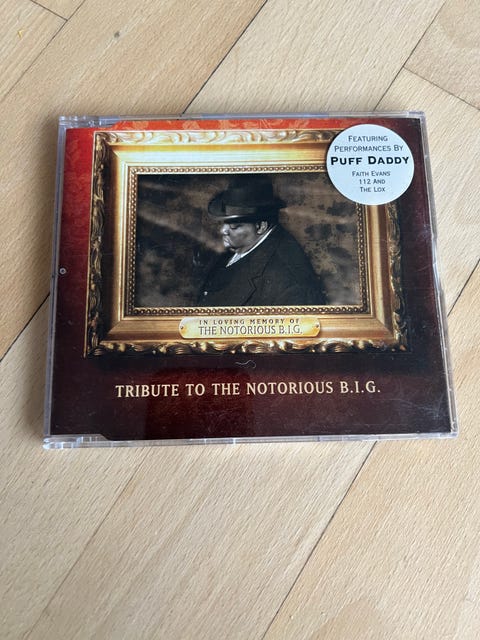 FEATURING
PERFORMANCES BY
PUFF DADDY
FAITH EVANS
112 AND
THE LOX
IN LOVING MEMORY OF
THE NOTORIOUS B.I.G.
TRIBUTE TO THE NOTORIOUS B.I.G.